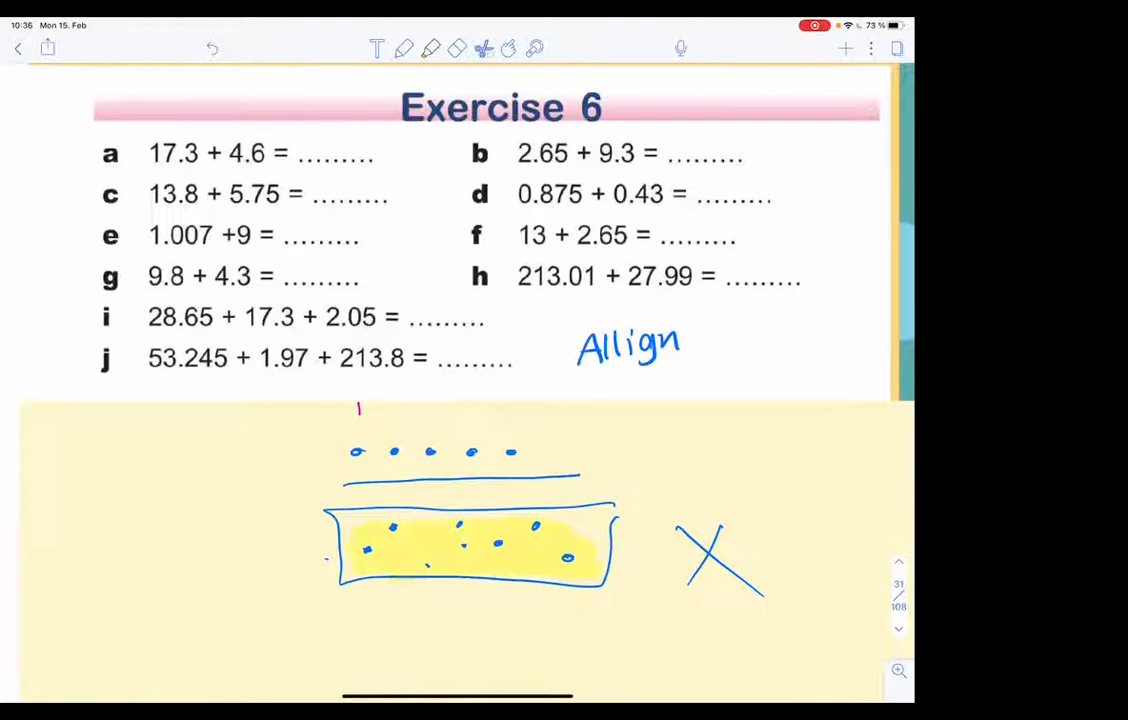 10:36 Mon 15. Feb
73 %
T
Exercise 6
a 17.3 + 4.6 = ......... b 2.65 + 9.3 = .........
c 13.8 + 5.75 = ......... d 0.875 + 0.43 = .........
e 1.007 +9 = ......... f 13 + 2.65 = .........
g 9.8 + 4.3 = ......... h 213.01 + 27.99 = .........
i 28.65 + 17.3 + 2.05 = .........
j 53.245 + 1.97 + 213.8 = .........
Allign
31
108